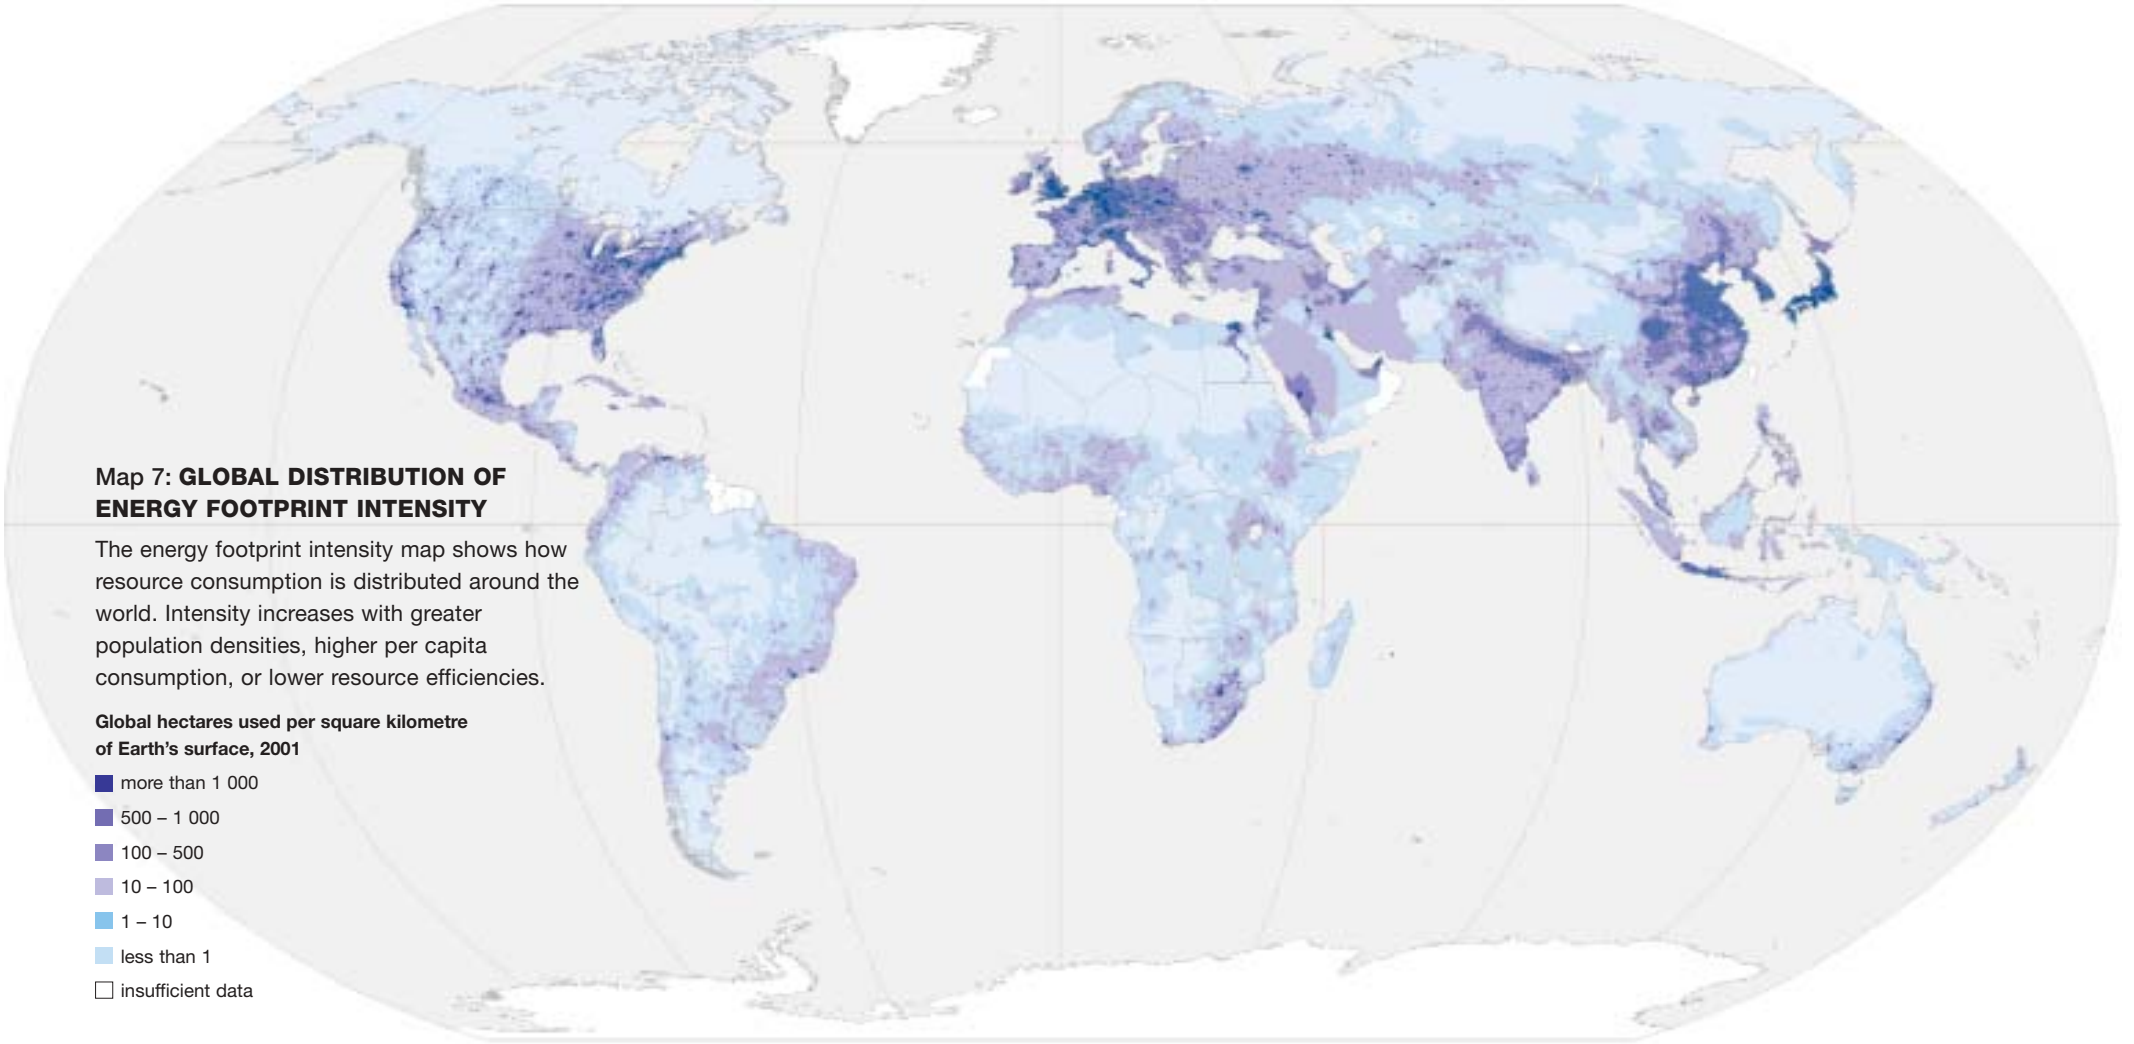 Map 7: GLOBAL DISTRIBUTION OF
ENERGY FOOTPRINT INTENSITY
The energy footprint intensity map shows how
resource consumption is distributed around the
world. Intensity increases with greater
population densities, higher per capita
consumption, or lower resource efficiencies.
Global hectares used per square kilometre
of Earth's surface, 2001
more than 1 000
500 – 1 000
100 – 500
10 – 100
1 – 10
less than 1
insufficient data